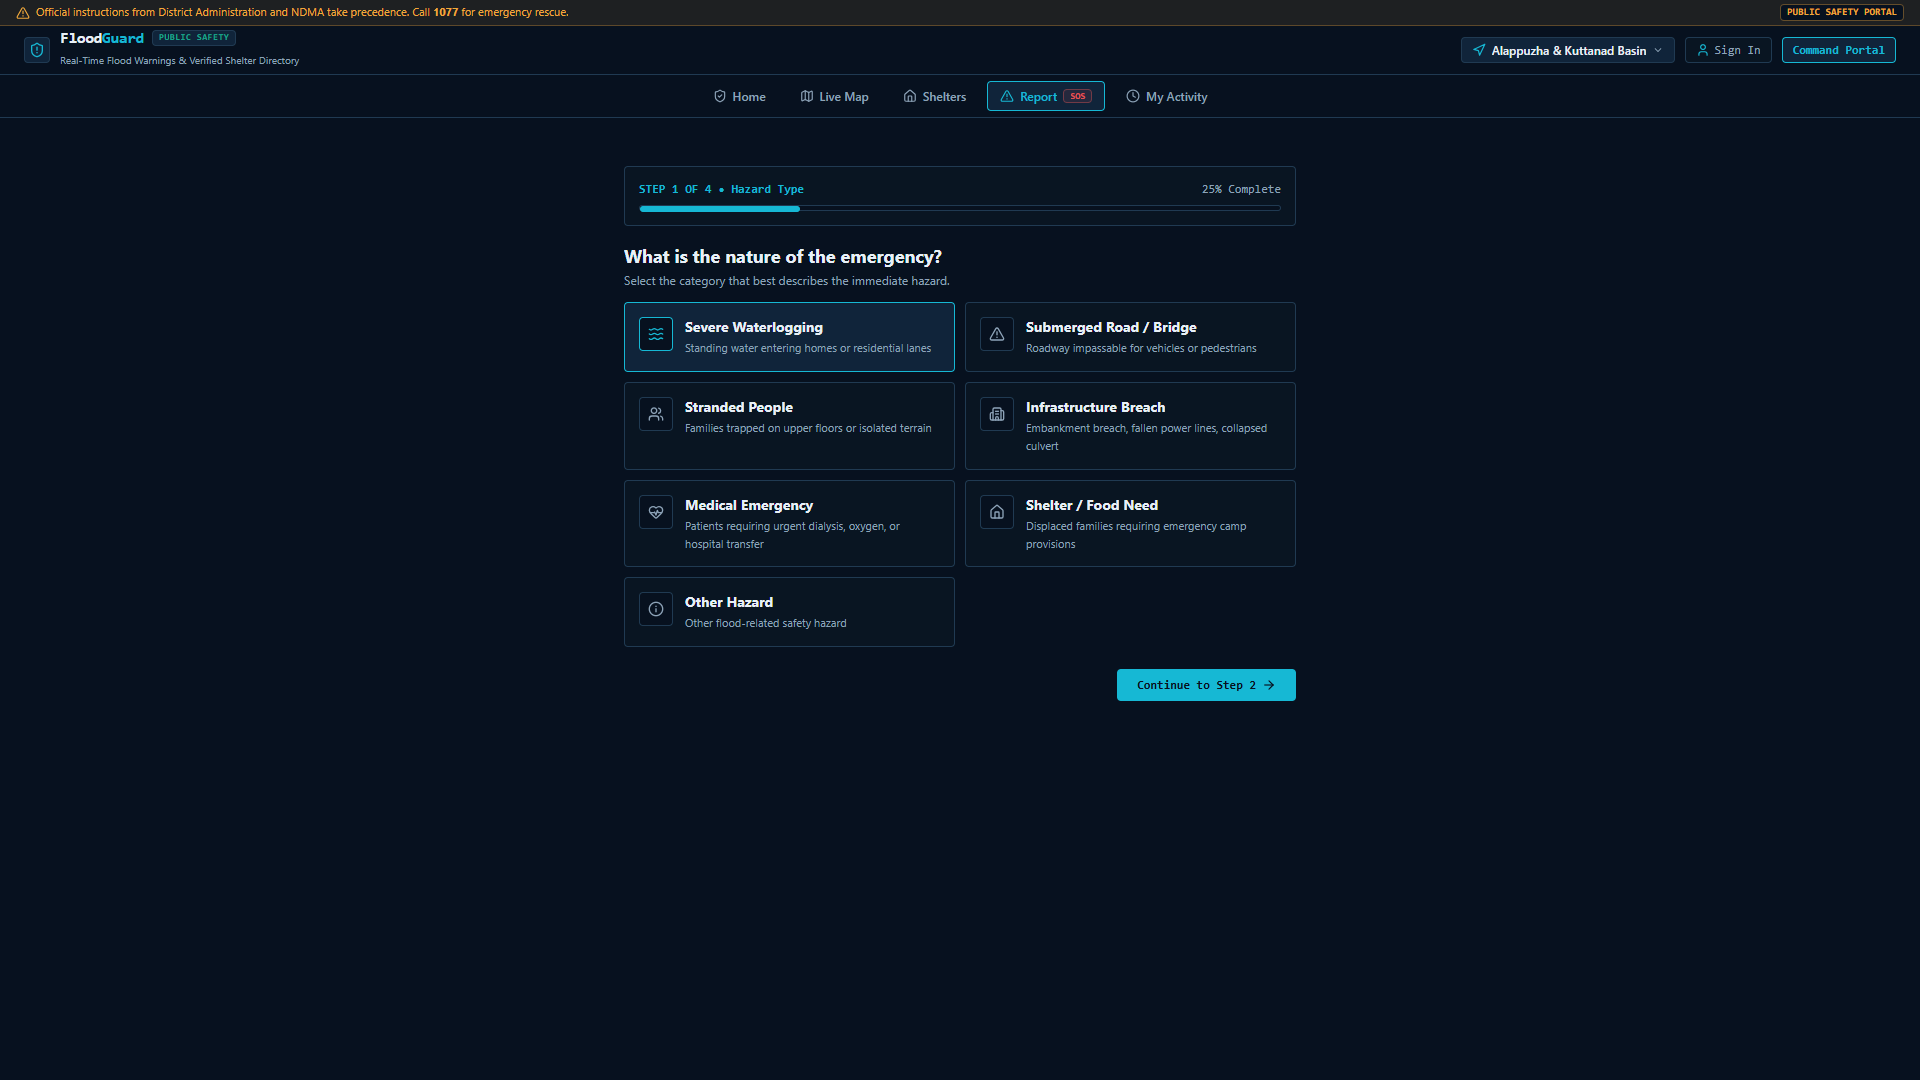 Official instructions from District Administration and NDMA take precedence. Call 1077 for emergency rescue.
PUBLIC SAFETY PORTAL
FloodGuard
PUBLIC SAFETY
Real-Time Flood Warnings & Verified Shelter Directory
Alappuzha & Kuttanad Basin
Sign In
Command Portal
Home
Live Map
Shelters
Report
SOS
My Activity
STEP 1 OF 4 • Hazard Type
25% Complete
What is the nature of the emergency?
Select the category that best describes the immediate hazard.
Severe Waterlogging
Standing water entering homes or residential lanes
Submerged Road / Bridge
Roadway impassable for vehicles or pedestrians
Stranded People
Families trapped on upper floors or isolated terrain
Infrastructure Breach
Embankment breach, fallen power lines, collapsed
culvert
Medical Emergency
Patients requiring urgent dialysis, oxygen, or
hospital transfer
Shelter / Food Need
Displaced families requiring emergency camp
provisions
Other Hazard
Other flood-related safety hazard
Continue to Step 2 →